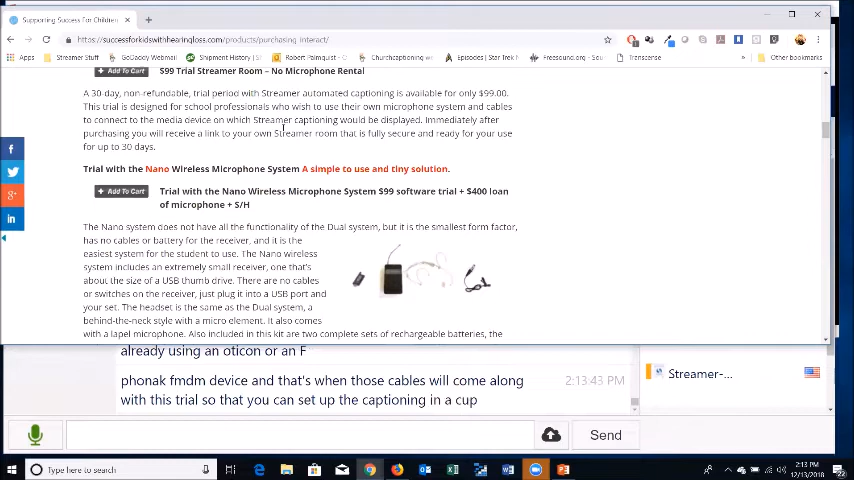 Supporting Success For Children
https://successforkidswithhearingloss.com/products/purchasing_interact/
Apps
Streamer Stuff
GoDaddy Webmail
Shipment Tracking
Robert Palmquist - C
Churchcaptioning we
Episodes | Star Trek
Freesound.org - sea
Transcense
Other bookmarks
Add To Cart
$99 Trial Streamer Room – No Microphone Rental
A 30-day, non-refundable, trial period with Streamer automated captioning is available for only $99.00.
This trial is designed for school professionals who wish to use their own microphone system and cables
to connect to the media device on which Streamer captioning would be displayed. Immediately after
purchasing you will receive a link to your own Streamer room that is fully secure and ready for your use
for up to 30 days.
Trial with the Nano Wireless Microphone System A simple to use and tiny solution.
Add To Cart
Trial with the Nano Wireless Microphone System $99 software trial + $400 loan
of microphone + S/H
The Nano system does not have all the functionality of the Dual system, but it is the smallest form factor,
has no cables or battery for the receiver, and it is the
easiest system for the student to use. The Nano wireless
system includes an extremely small receiver, one that's
about the size of a USB thumb drive. There are no cables
or switches on the receiver, just plug it into a USB port and
your set. The headset is the same as the Dual system, a
behind-the-neck style with a micro element. It also comes
with a lapel microphone. Also included in this kit are two complete sets of rechargeable batteries, the
already using an oticon or an F
phonak fmdm device and that's when those cables will come along
with this trial so that you can set up the captioning in a cup
2:13:43 PM
Streamer-...
Send
Type here to search
2:13 PM
12/13/2018
22